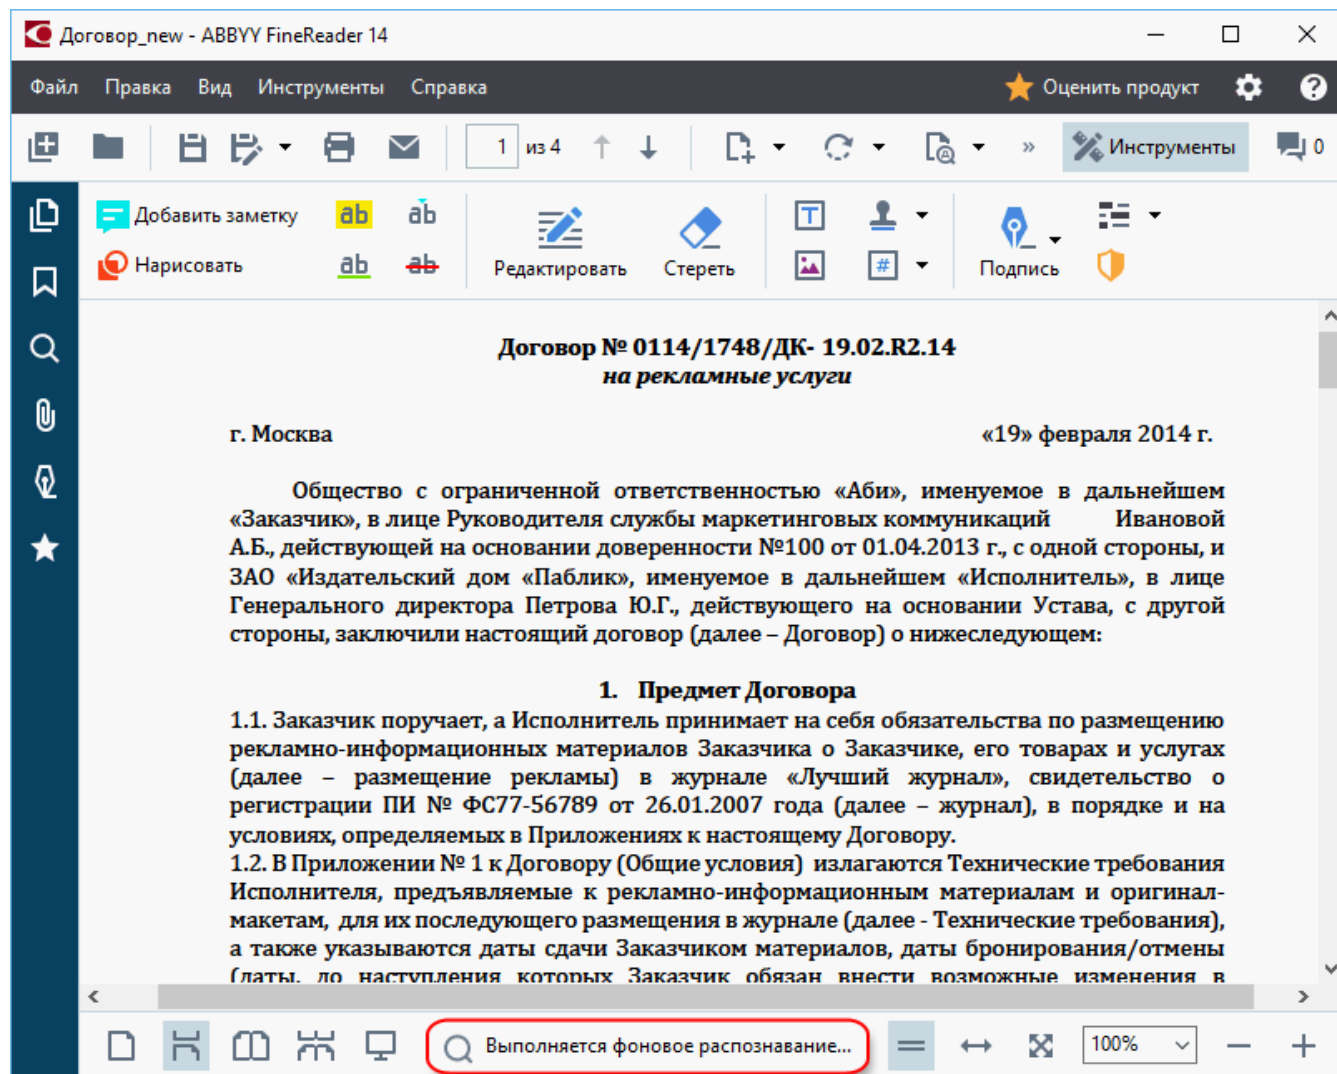 Договор_new - ABBYY FineReader 14
Файл Правка Вид Инструменты Справка Оценить продукт
1 из 4 Инструменты 0
Добавить заметку ab ab
Нарисовать ab ab
Редактировать Стереть T # Подпись
Договор № 0114/1748/ДК- 19.02.R2.14
на рекламные услуги
г. Москва «19» февраля 2014 г.
Общество с ограниченной ответственностью «Аби», именуемое в дальнейшем
«Заказчик», в лице Руководителя службы маркетинговых коммуникаций Ивановой
А.Б., действующей на основании доверенности №100 от 01.04.2013 г., с одной стороны, и
ЗАО «Издательский дом «Паблик», именуемое в дальнейшем «Исполнитель», в лице
Генерального директора Петрова Ю.Г., действующего на основании Устава, с другой
стороны, заключили настоящий договор (далее – Договор) о нижеследующем:
1. Предмет Договора
1.1. Заказчик поручает, а Исполнитель принимает на себя обязательства по размещению
рекламно-информационных материалов Заказчика о Заказчике, его товарах и услугах
(далее – размещение рекламы) в журнале «Лучший журнал», свидетельство о
регистрации ПИ № ФС77-56789 от 26.01.2007 года (далее – журнал), в порядке и на
условиях, определяемых в Приложениях к настоящему Договору.
1.2. В Приложении № 1 к Договору (Общие условия) излагаются Технические требования
Исполнителя, предъявляемые к рекламно-информационным материалам и оригинал-
макетам, для их последующего размещения в журнале (далее - Технические требования),
а также указываются даты сдачи Заказчиком материалов, даты бронирования/отмены
(даты, до наступления которых Заказчик обязан внести возможные изменения в
Выполняется фоновое распознавание... 100%